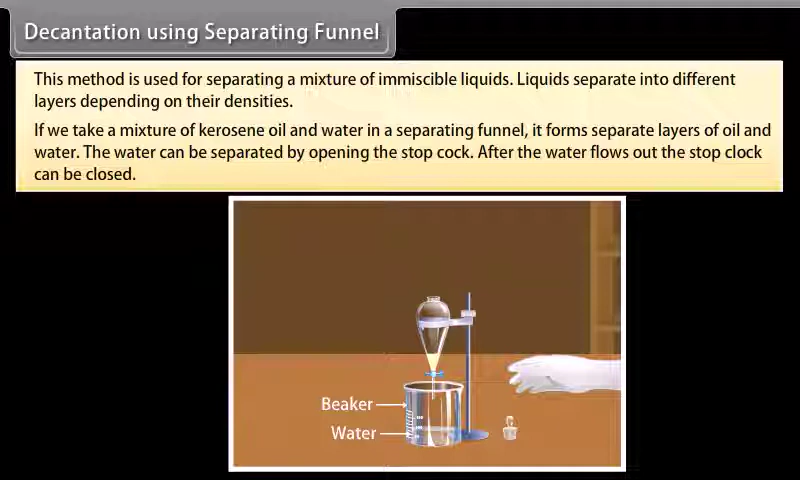 Decantation using Separating Funnel
This method is used for separating a mixture of immiscible liquids. Liquids separate into different
layers depending on their densities.
If we take a mixture of kerosene oil and water in a separating funnel, it forms separate layers of oil and
water. The water can be separated by opening the stop cock. After the water flows out the stop clock
can be closed.
Beaker
Water